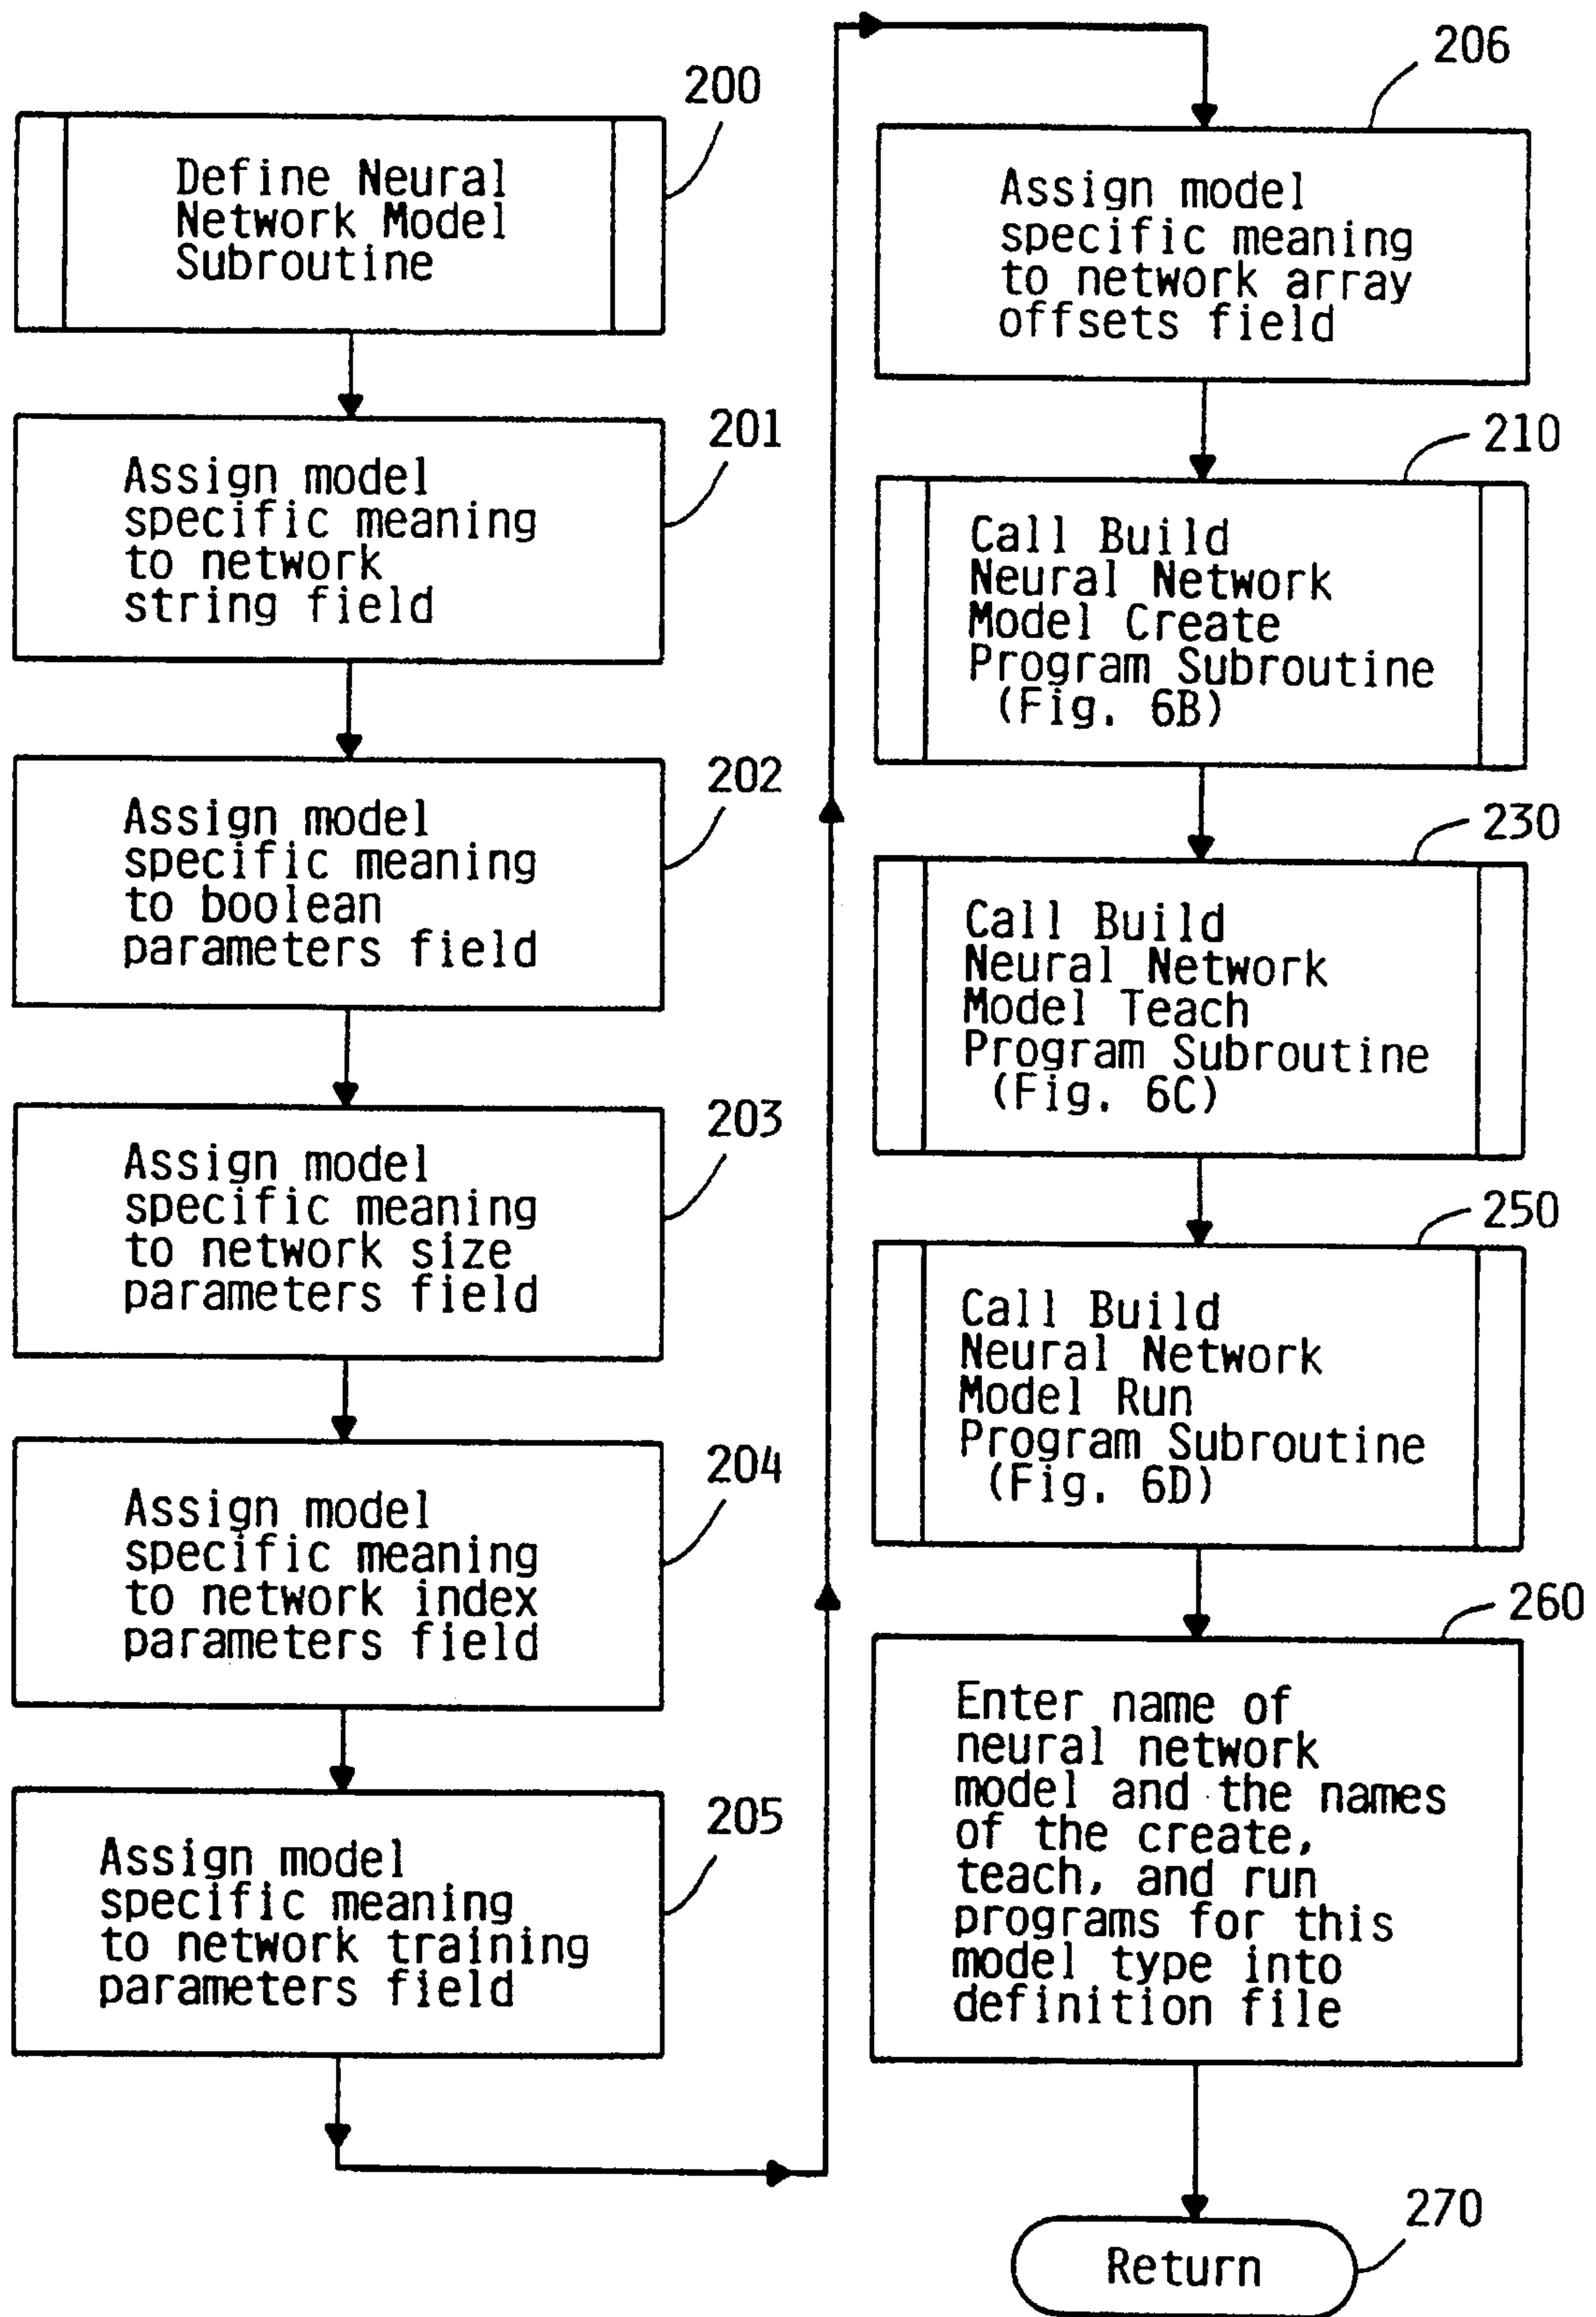 200
Define Neural
Network Model
Subroutine
201
Assign model
specific meaning
to network
string field
202
Assign model
specific meaning
to boolean
parameters field
203
Assign model
specific meaning
to network size
parameters field
204
Assign model
specific meaning
to network index
parameters field
205
Assign model
specific meaning
to network training
parameters field
206
Assign model
specific meaning
to network array
offsets field
210
Call Build
Neural Network
Model Create
Program Subroutine
(Fig. 6B)
230
Call Build
Neural Network
Model Teach
Program Subroutine
(Fig. 6C)
250
Call Build
Neural Network
Model Run
Program Subroutine
(Fig. 6D)
260
Enter name of
neural network
model and the names
of the create,
teach, and run
programs for this
model type into
definition file
270
Return